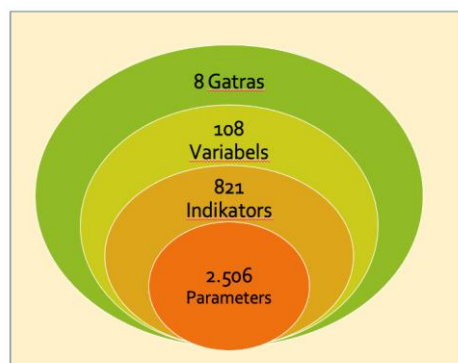 8 Gatras
108
Variabels
821
Indikators
2.506
Parameters